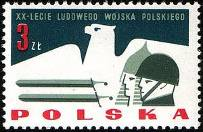 XX-LECIE LUDOWEGO WOJSKA POLSKIEGO
3
ZŁ
POLSKA